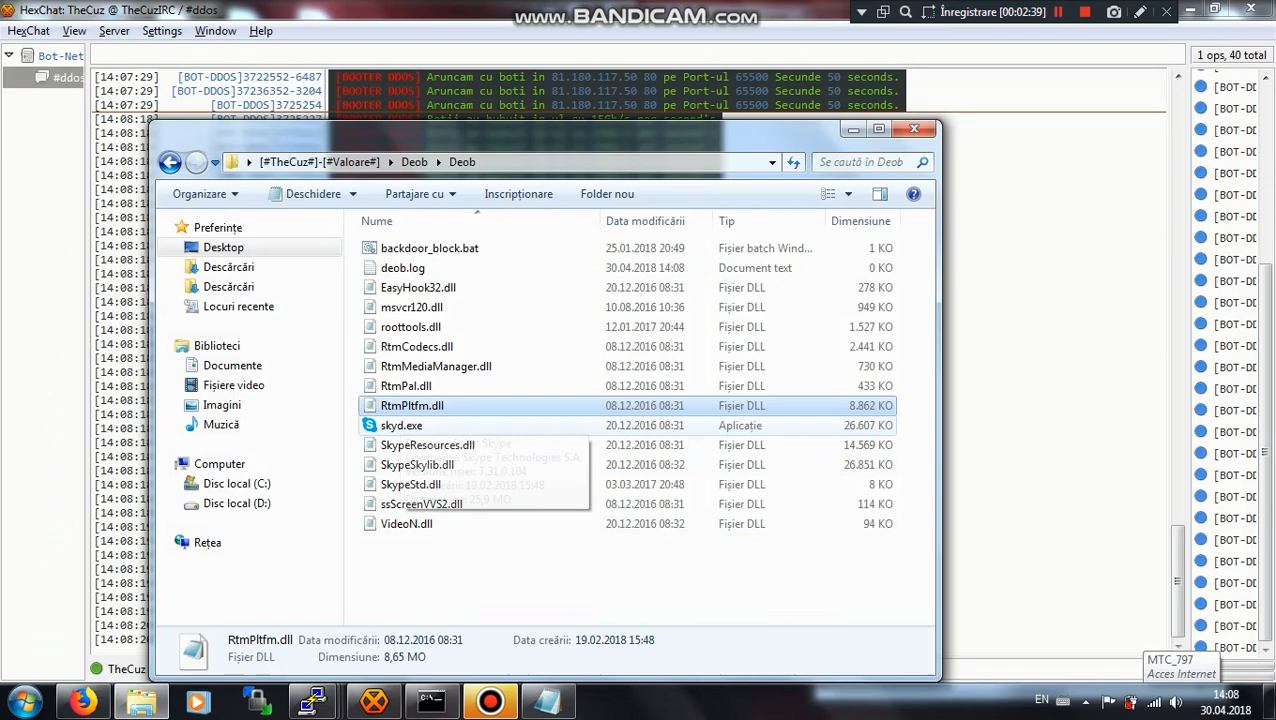 HexChat: TheCuz @ TheCuzIRC / #ddos
www.BANDICAM.com
Înregistrare [00:02:39]
HexChat View Server Settings Window Help
Bot-Net
#ddos
1 ops, 40 total
[14:07:29] [BOT-DDOS]3722552-6487 [BOOTER DDOS] Aruncam cu boti in 81.180.117.50 80 pe Port-ul 65500 Secunde 50 seconds.
[14:07:29] [BOT-DDOS]37236352-3204 [BOOTER DDOS] Aruncam cu boti in 81.180.117.50 80 pe Port-ul 65500 Secunde 50 seconds.
[14:07:29] [BOT-DDOS]3725254 [BOOTER DDOS] Aruncam cu boti in 81.180.117.50 80 pe Port-ul 65500 Secunde 50 seconds.
[#TheCuz#]-[#Valoare#] Deob Deob
Se caută în Deob
Organizare Deschidere Partajare cu Inscripționare Folder nou
Preferințe
Desktop
Descărcări
Descărcări
Locuri recente
Biblioteci
Documente
Fișiere video
Imagini
Muzică
Computer
Disc local (C:)
Disc local (D:)
Rețea
Nume Data modificării Tip Dimensiune
backdoor_block.bat 25.01.2018 20:49 Fișier batch Wind... 1 KO
deob.log 30.04.2018 14:08 Document text 0 KO
EasyHook32.dll 20.12.2016 08:31 Fișier DLL 278 KO
msvcr120.dll 10.08.2016 10:36 Fișier DLL 949 KO
roottools.dll 12.01.2017 20:44 Fișier DLL 1.527 KO
RtmCodecs.dll 08.12.2016 08:31 Fișier DLL 2.441 KO
RtmMediaManager.dll 08.12.2016 08:31 Fișier DLL 730 KO
RtmPal.dll 08.12.2016 08:31 Fișier DLL 433 KO
RtmPltfm.dll 08.12.2016 08:31 Fișier DLL 8.862 KO
skyd.exe 20.12.2016 08:31 Aplicație 26.607 KO
SkypeResources.dll 20.12.2016 08:31 Fișier DLL 14.569 KO
SkypeSkylib.dll 20.12.2016 08:32 Fișier DLL 26.851 KO
SkypeStd.dll 03.03.2017 20:48 Fișier DLL 8 KO
ssScreenVVS2.dll 08.12.2016 08:31 Fișier DLL 114 KO
VideoN.dll 20.12.2016 08:32 Fișier DLL 94 KO
RtmPltfm.dll Data modificării: 08.12.2016 08:31 Data creării: 19.02.2018 15:48
Fișier DLL Dimensiune: 8,65 MO
TheCuz
MTC_797
Acces Internet
EN
14:08
30.04.2018